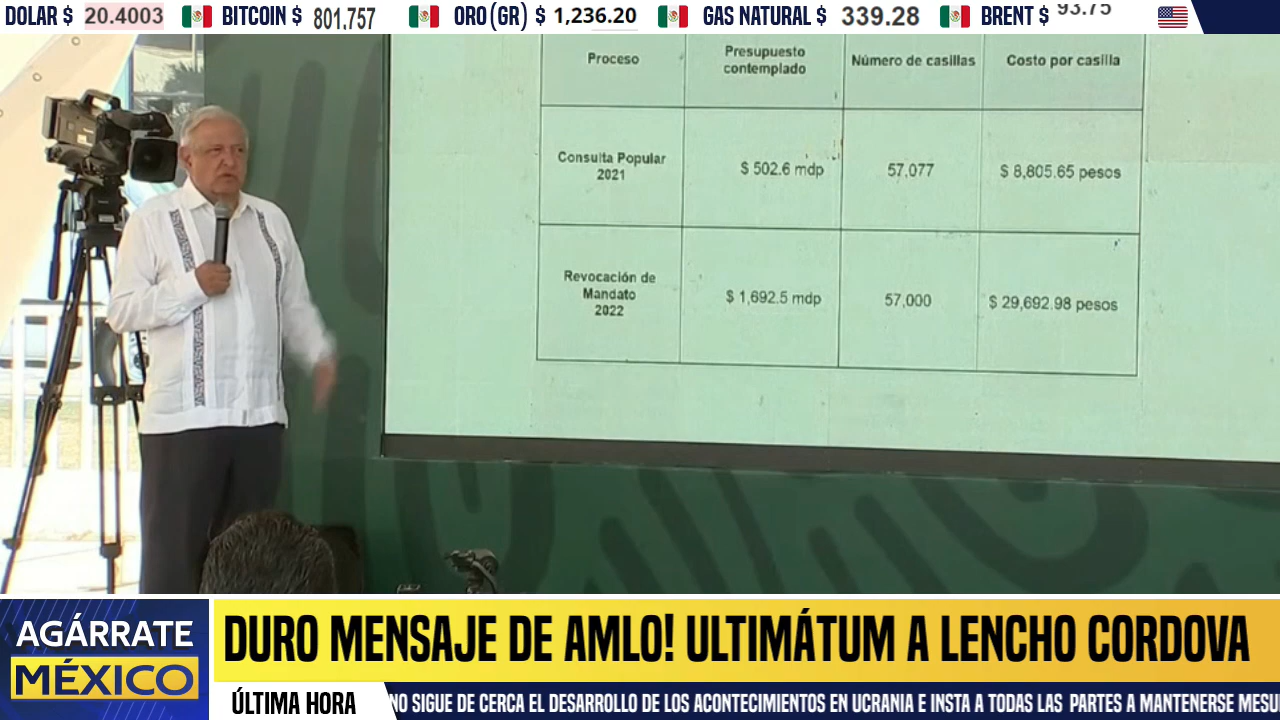 DOLAR $ 20.4003 BITCOIN $ 801,757 ORO(GR) $ 1,236.20 GAS NATURAL $ 339.28 BRENT $ 93.75
Proceso
Presupuesto
contemplado
Número de casillas
Costo por casilla
Consulta Popular
2021
$ 502.6 mdp
57,077
$ 8,805.65 pesos
Revocación de
Mandato
2022
$ 1,692.5 mdp
57,000
$ 29,692.98 pesos
AGÁRRATE
MÉXICO
DURO MENSAJE DE AMLO! ULTIMÁTUM A LENCHO CORDOVA
ÚLTIMA HORA
NO SIGUE DE CERCA EL DESARROLLO DE LOS ACONTECIMIENTOS EN UCRANIA E INSTA A TODAS LAS PARTES A MANTENERSE MESU